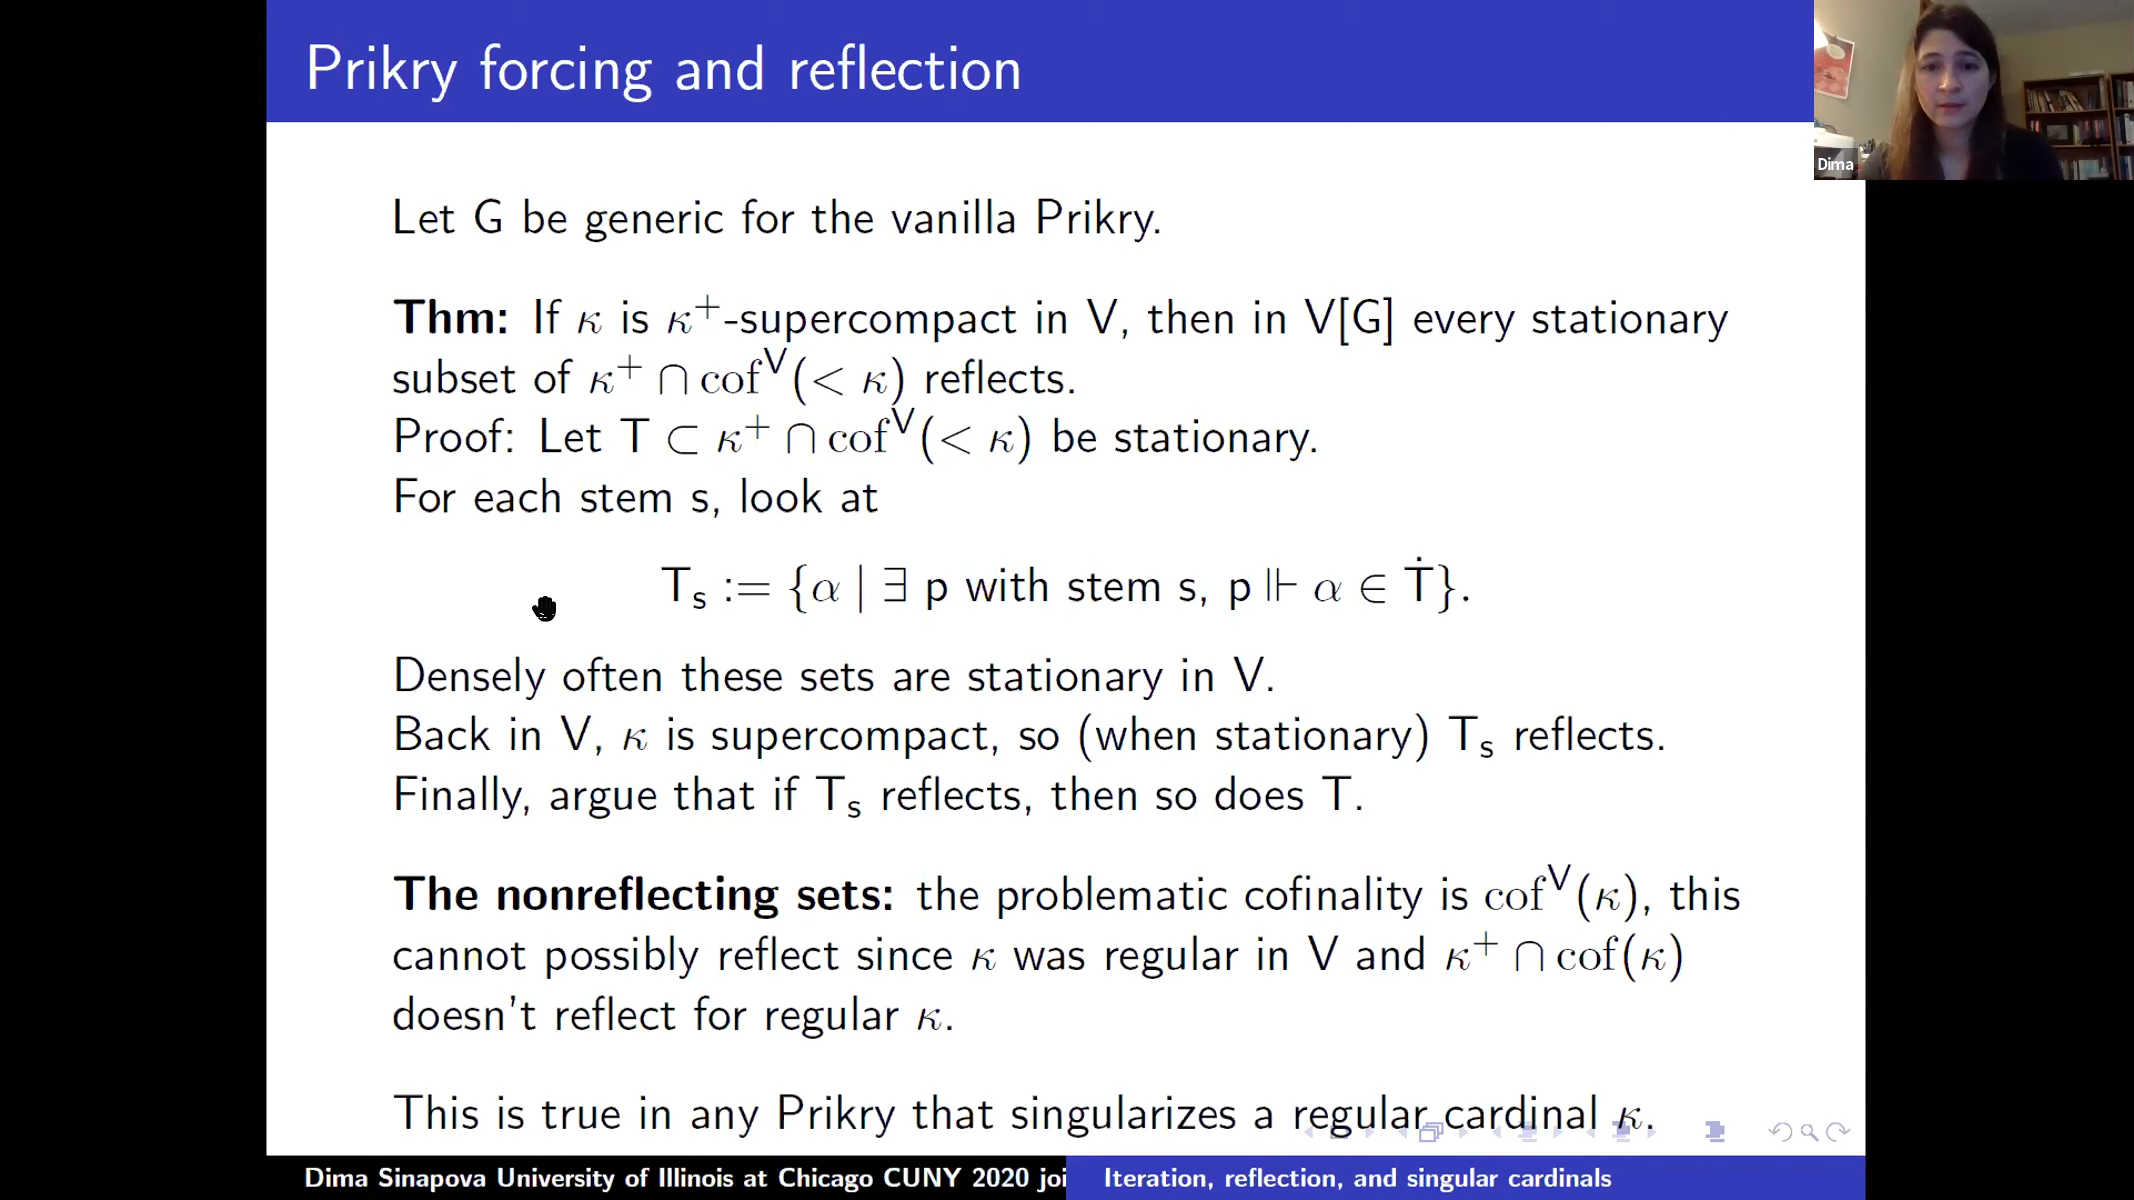 Prikry forcing and reflection
Dima
Let G be generic for the vanilla Prikry.
Thm: If κ is κ⁺-supercompact in V, then in V[G] every stationary
subset of κ⁺ ∩ cof^V(< κ) reflects.
Proof: Let T ⊂ κ⁺ ∩ cof^V(< κ) be stationary.
For each stem s, look at
T_s := {α | ∃ p with stem s, p ⊩ α ∈ Ṫ}.
Densely often these sets are stationary in V.
Back in V, κ is supercompact, so (when stationary) T_s reflects.
Finally, argue that if T_s reflects, then so does T.
The nonreflecting sets: the problematic cofinality is cof^V(κ), this
cannot possibly reflect since κ was regular in V and κ⁺ ∩ cof(κ)
doesn't reflect for regular κ.
This is true in any Prikry that singularizes a regular cardinal κ.
Dima Sinapova University of Illinois at Chicago CUNY 2020 joi
Iteration, reflection, and singular cardinals